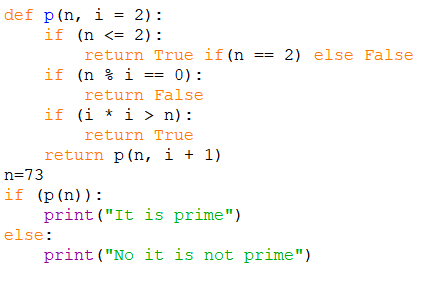 def p(n, i = 2):
    if (n <= 2):
        return True if(n == 2) else False
    if (n % i == 0):
        return False
    if (i * i > n):
        return True
    return p(n, i + 1)
n=73
if (p(n)):
    print("It is prime")
else:
    print("No it is not prime")